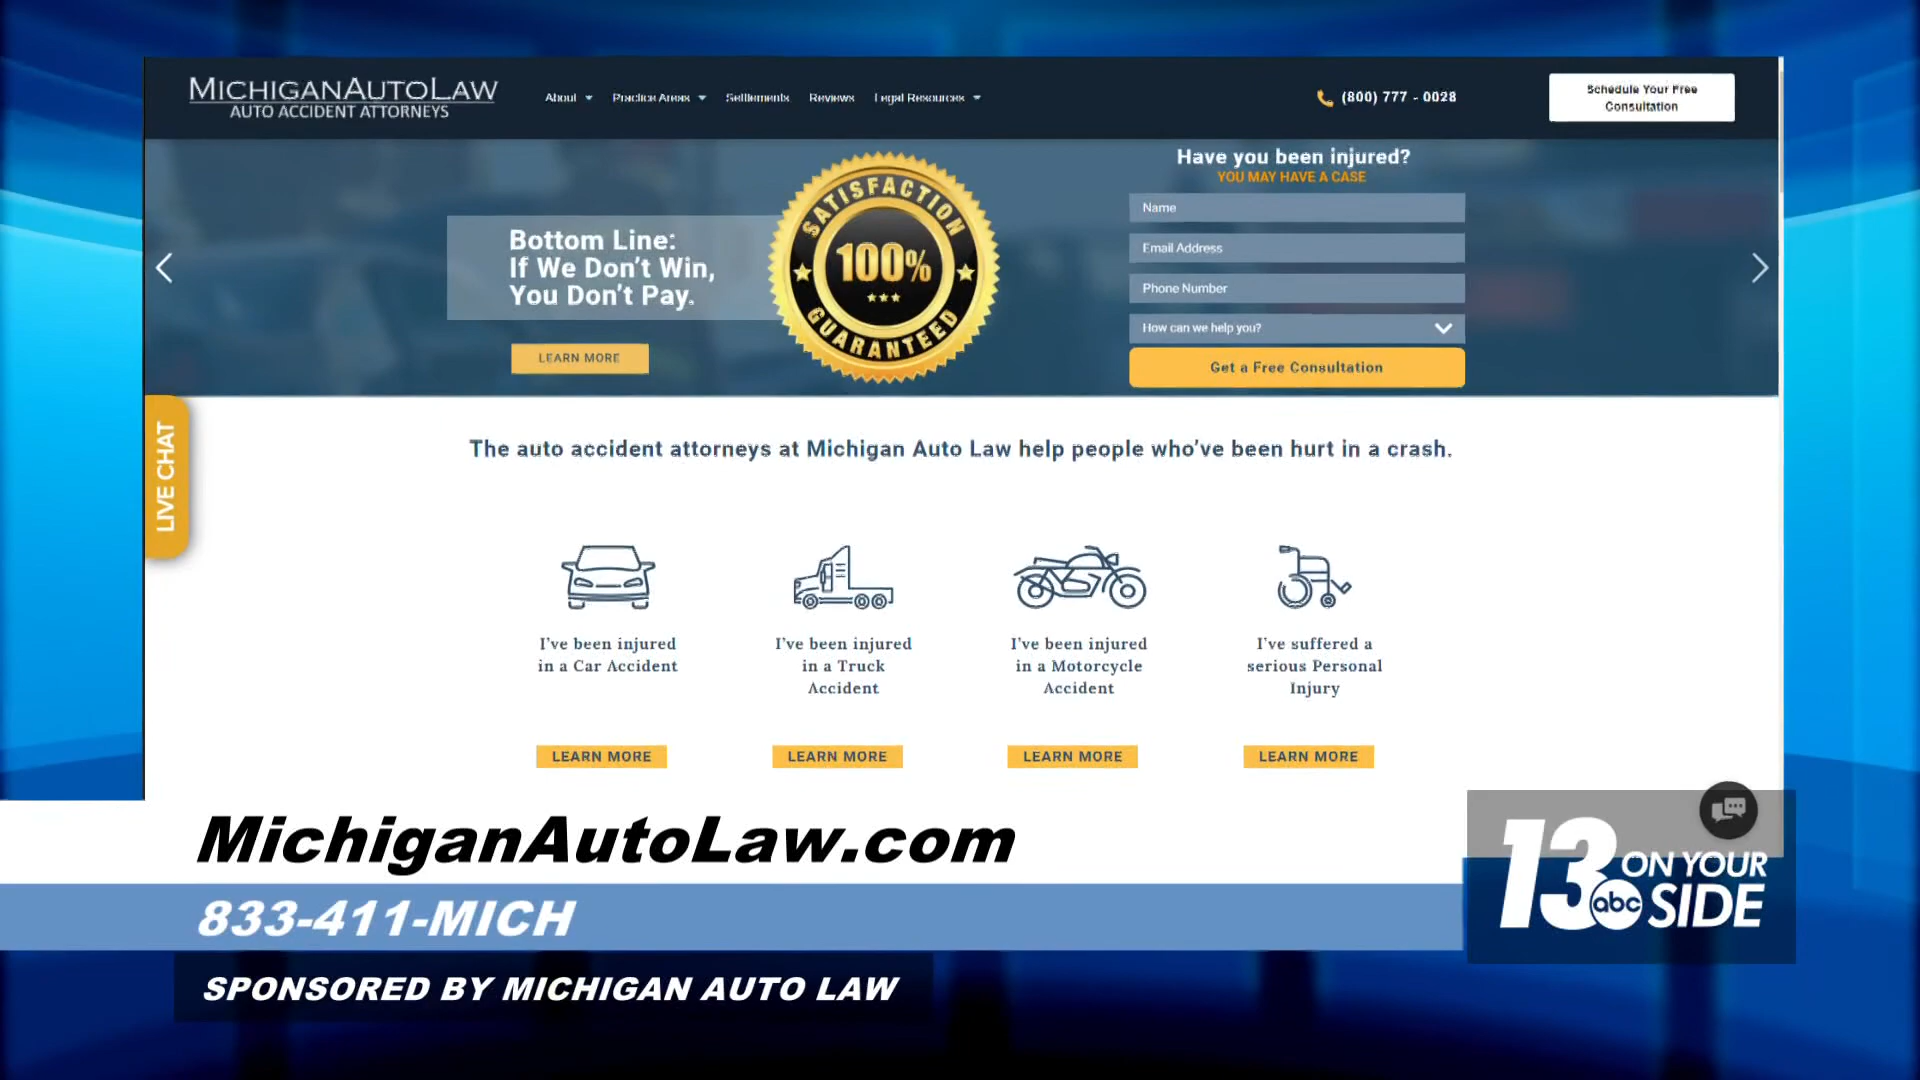 MICHIGANAUTOLAW
AUTO ACCIDENT ATTORNEYS
About
Practice Areas
Settlements
Reviews
Legal Resources
(800) 777 - 0028
Schedule Your Free
Consultation
Bottom Line:
If We Don't Win,
You Don't Pay.
LEARN MORE
SATISFACTION
100%
GUARANTEED
Have you been injured?
YOU MAY HAVE A CASE
Name
Email Address
Phone Number
How can we help you?
Get a Free Consultation
LIVE CHAT
The auto accident attorneys at Michigan Auto Law help people who've been hurt in a crash.
I've been injured
in a Car Accident
LEARN MORE
I've been injured
in a Truck
Accident
LEARN MORE
I've been injured
in a Motorcycle
Accident
LEARN MORE
I've suffered a
serious Personal
Injury
LEARN MORE
MichiganAutoLaw.com
833-411-MICH
SPONSORED BY MICHIGAN AUTO LAW
13 ON YOUR
abc SIDE